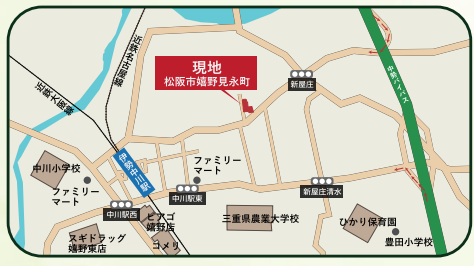 近鉄名古屋線
現地
松阪市嬉野見永町
近鉄大阪線
新屋庄
中勢バイパス
伊勢中川駅
中川小学校
ファミリー
マート
ファミリー
マート
中川駅東
新屋庄清水
中川駅西
ピアゴ
嬉野店
三重県農業大学校
ひかり保育園
スギドラッグ
嬉野東店
コメリ
豊田小学校